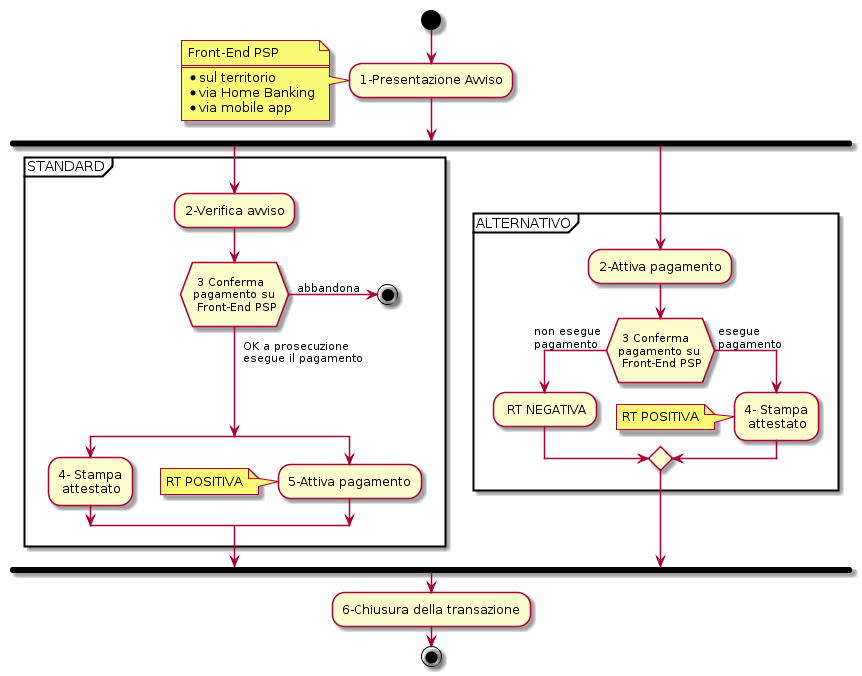 Front-End PSP
• sul territorio
• via Home Banking
• via mobile app
1-Presentazione Avviso
STANDARD
2-Verifica avviso
3 Conferma
pagamento su
Front-End PSP
abbandona
OK a prosecuzione
esegue il pagamento
4- Stampa
attestato
RT POSITIVA
5-Attiva pagamento
ALTERNATIVO
2-Attiva pagamento
non esegue
pagamento
3 Conferma
pagamento su
Front-End PSP
esegue
pagamento
RT NEGATIVA
RT POSITIVA
4- Stampa
attestato
6-Chiusura della transazione